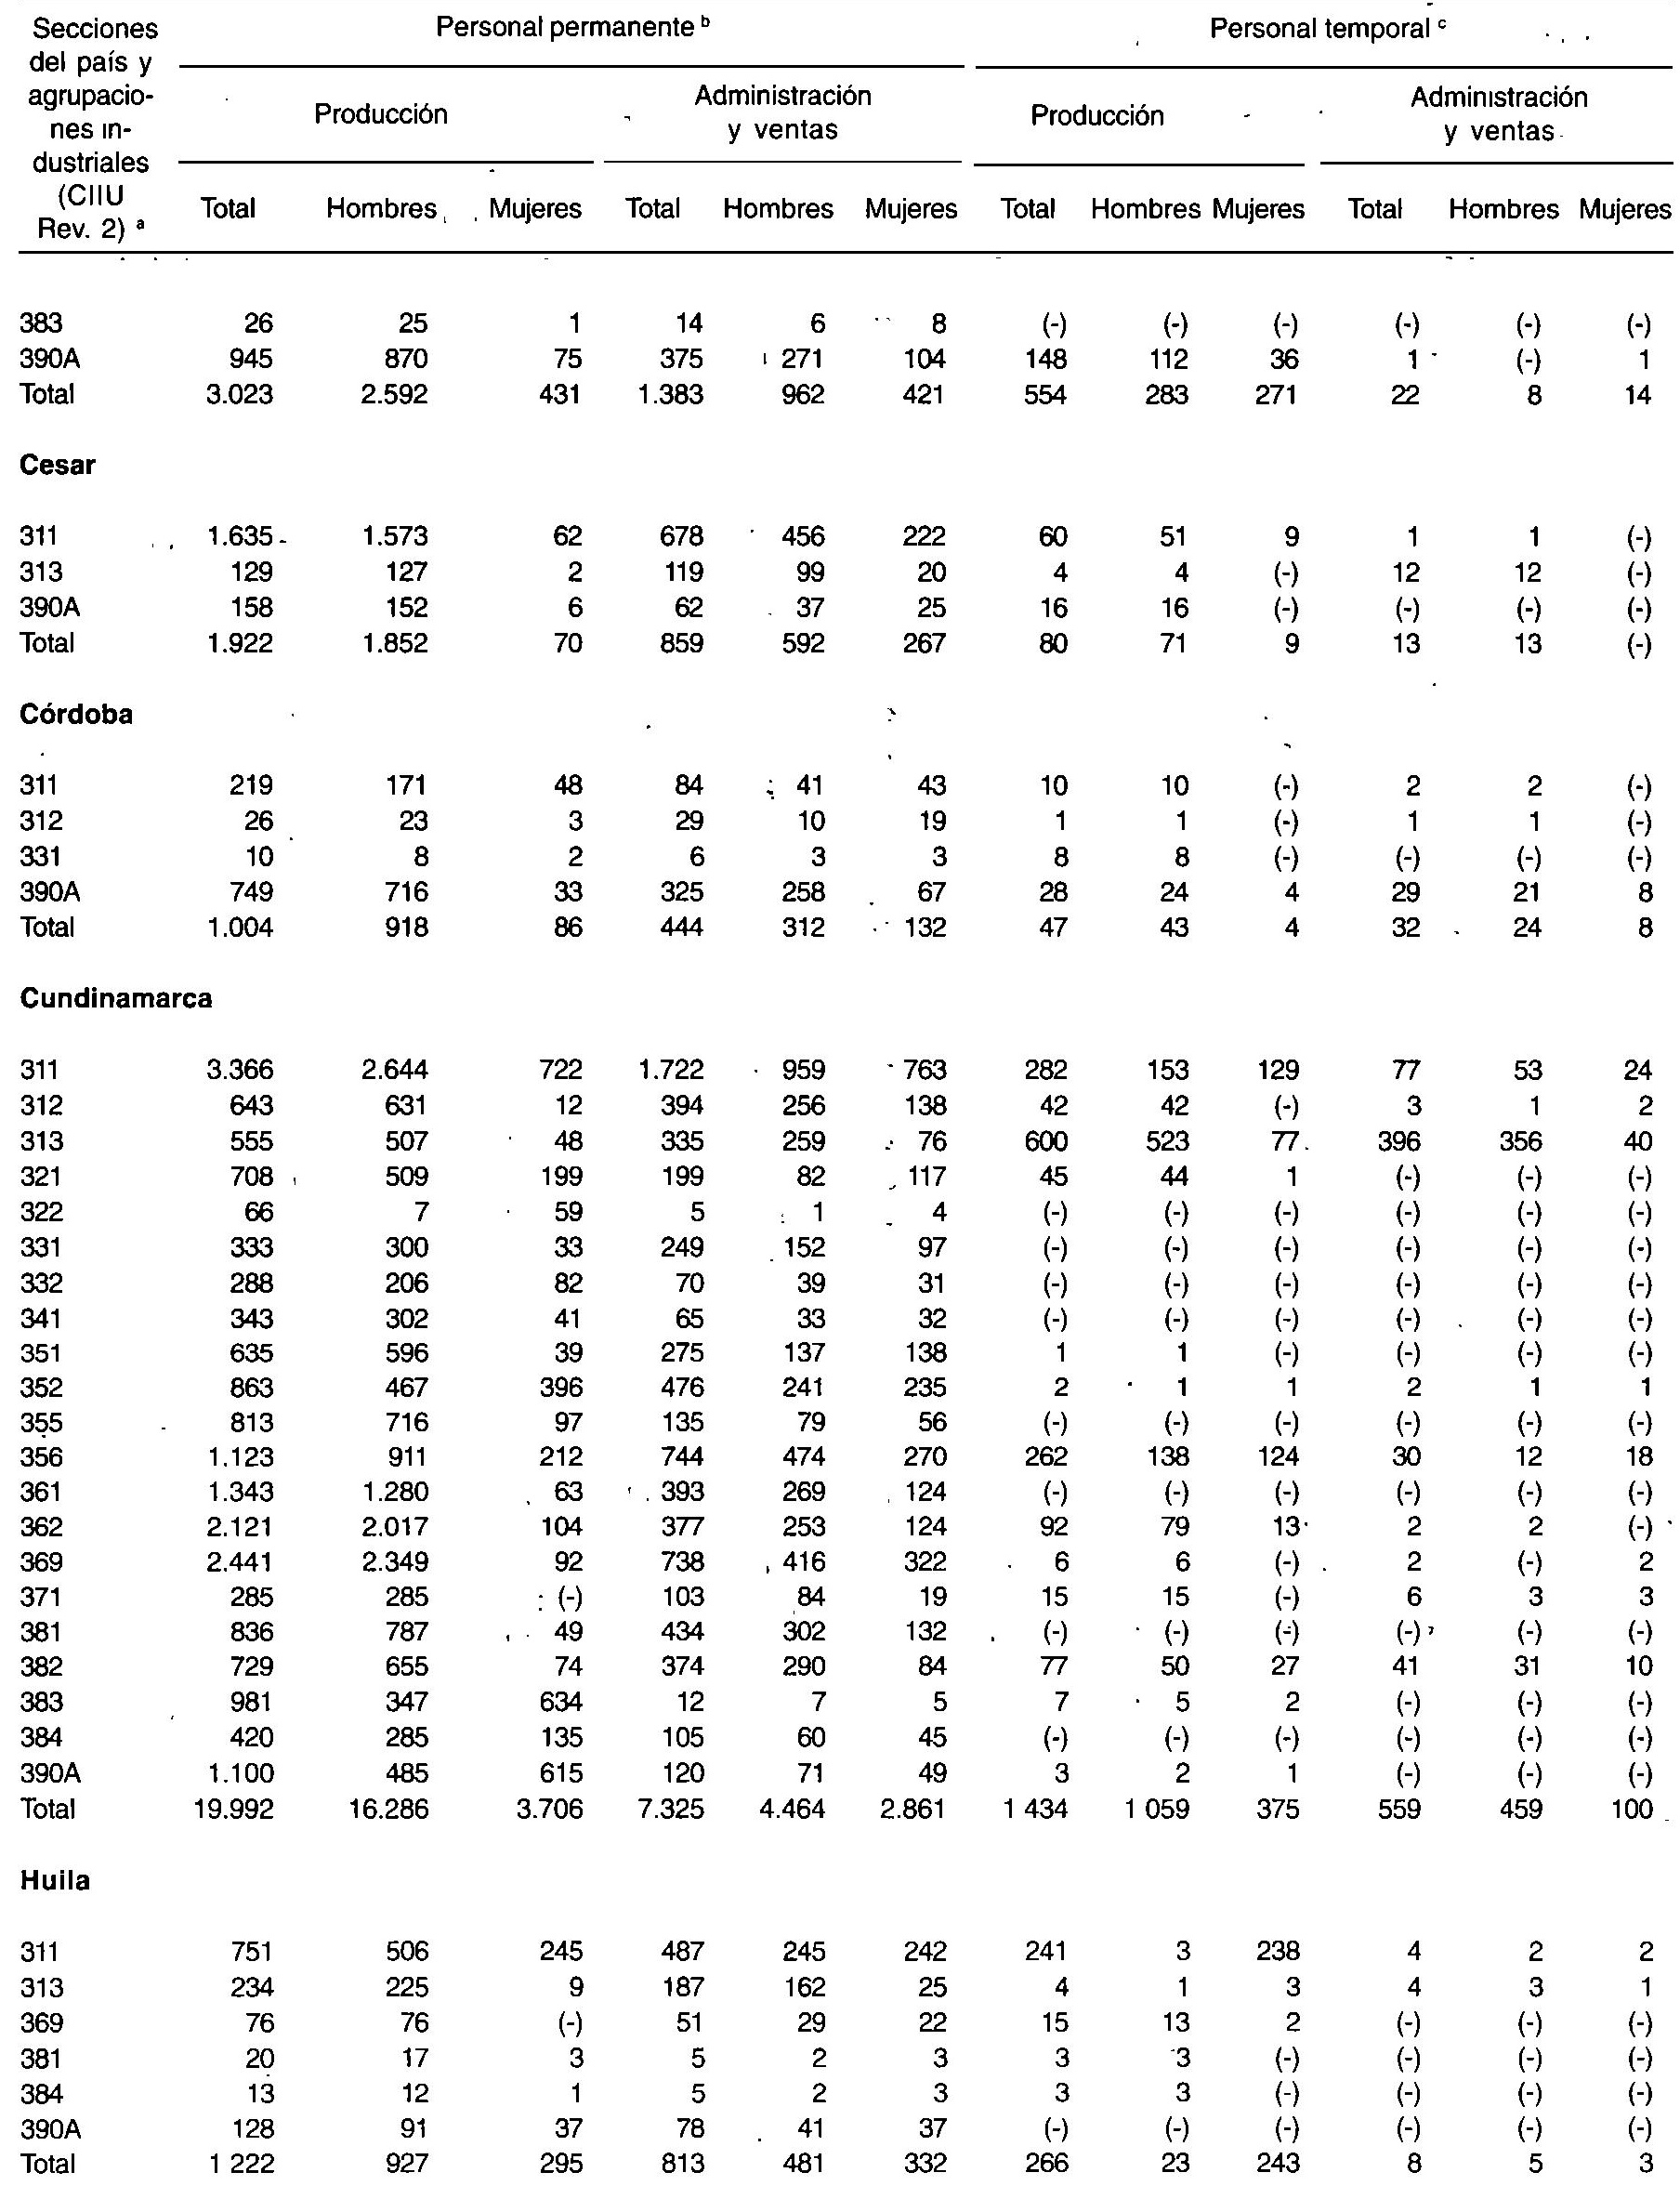 Secciones del país y agrupacio- nes in- dustriales (CIIU Rev. 2) a
Personal permanente b Personal temporal c
Producción Administración y ventas Producción Administración y ventas
Total Hombres Mujeres Total Hombres Mujeres Total Hombres Mujeres Total Hombres Mujeres
383 26 25 1 14 6 8 (-) (-) (-) (-) (-) (-)
390A 945 870 75 375 271 104 148 112 36 1 (-) 1
Total 3.023 2.592 431 1.383 962 421 554 283 271 22 8 14
Cesar
311 1.635 1.573 62 678 456 222 60 51 9 1 1 (-)
313 129 127 2 119 99 20 4 4 (-) 12 12 (-)
390A 158 152 6 62 37 25 16 16 (-) (-) (-) (-)
Total 1.922 1.852 70 859 592 267 80 71 9 13 13 (-)
Córdoba
311 219 171 48 84 41 43 10 10 (-) 2 2 (-)
312 26 23 3 29 10 19 1 1 (-) 1 1 (-)
331 10 8 2 6 3 3 8 8 (-) (-) (-) (-)
390A 749 716 33 325 258 67 28 24 4 29 21 8
Total 1.004 918 86 444 312 132 47 43 4 32 24 8
Cundinamarca
311 3.366 2.644 722 1.722 959 763 282 153 129 77 53 24
312 643 631 12 394 256 138 42 42 (-) 3 1 2
313 555 507 48 335 259 76 600 523 77 396 356 40
321 708 509 199 199 82 117 45 44 1 (-) (-) (-)
322 66 7 59 5 1 4 (-) (-) (-) (-) (-) (-)
331 333 300 33 249 152 97 (-) (-) (-) (-) (-) (-)
332 288 206 82 70 39 31 (-) (-) (-) (-) (-) (-)
341 343 302 41 65 33 32 (-) (-) (-) (-) (-) (-)
351 635 596 39 275 137 138 1 1 (-) (-) (-) (-)
352 863 467 396 476 241 235 2 1 1 2 1 1
355 813 716 97 135 79 56 (-) (-) (-) (-) (-) (-)
356 1.123 911 212 744 474 270 262 138 124 30 12 18
361 1.343 1.280 63 393 269 124 (-) (-) (-) (-) (-) (-)
362 2.121 2.017 104 377 253 124 92 79 13 2 2 (-)
369 2.441 2.349 92 738 416 322 6 6 (-) 2 (-) 2
371 285 285 (-) 103 84 19 15 15 (-) 6 3 3
381 836 787 49 434 302 132 (-) (-) (-) (-) (-) (-)
382 729 655 74 374 290 84 77 50 27 41 31 10
383 981 347 634 12 7 5 7 5 2 (-) (-) (-)
384 420 285 135 105 60 45 (-) (-) (-) (-) (-) (-)
390A 1.100 485 615 120 71 49 3 2 1 (-) (-) (-)
Total 19.992 16.286 3.706 7.325 4.464 2.861 1 434 1 059 375 559 459 100
Huila
311 751 506 245 487 245 242 241 3 238 4 2 2
313 234 225 9 187 162 25 4 1 3 4 3 1
369 76 76 (-) 51 29 22 15 13 2 (-) (-) (-)
381 20 17 3 5 2 3 3 3 (-) (-) (-) (-)
384 13 12 1 5 2 3 3 3 (-) (-) (-) (-)
390A 128 91 37 78 41 37 (-) (-) (-) (-) (-) (-)
Total 1 222 927 295 813 481 332 266 23 243 8 5 3